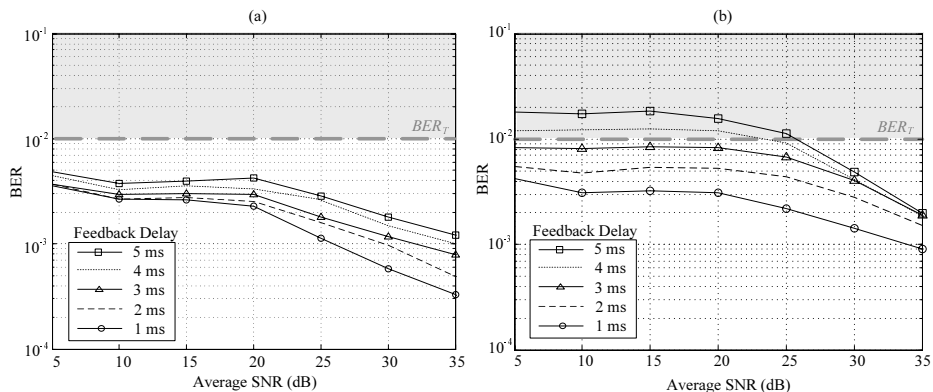 (a)
10^-1
10^-2
10^-3
10^-4
BER
BER_T
Feedback Delay
5 ms
4 ms
3 ms
2 ms
1 ms
5 10 15 20 25 30 35
Average SNR (dB)
(b)
10^-1
10^-2
10^-3
10^-4
BER
BER_T
Feedback Delay
5 ms
4 ms
3 ms
2 ms
1 ms
5 10 15 20 25 30 35
Average SNR (dB)